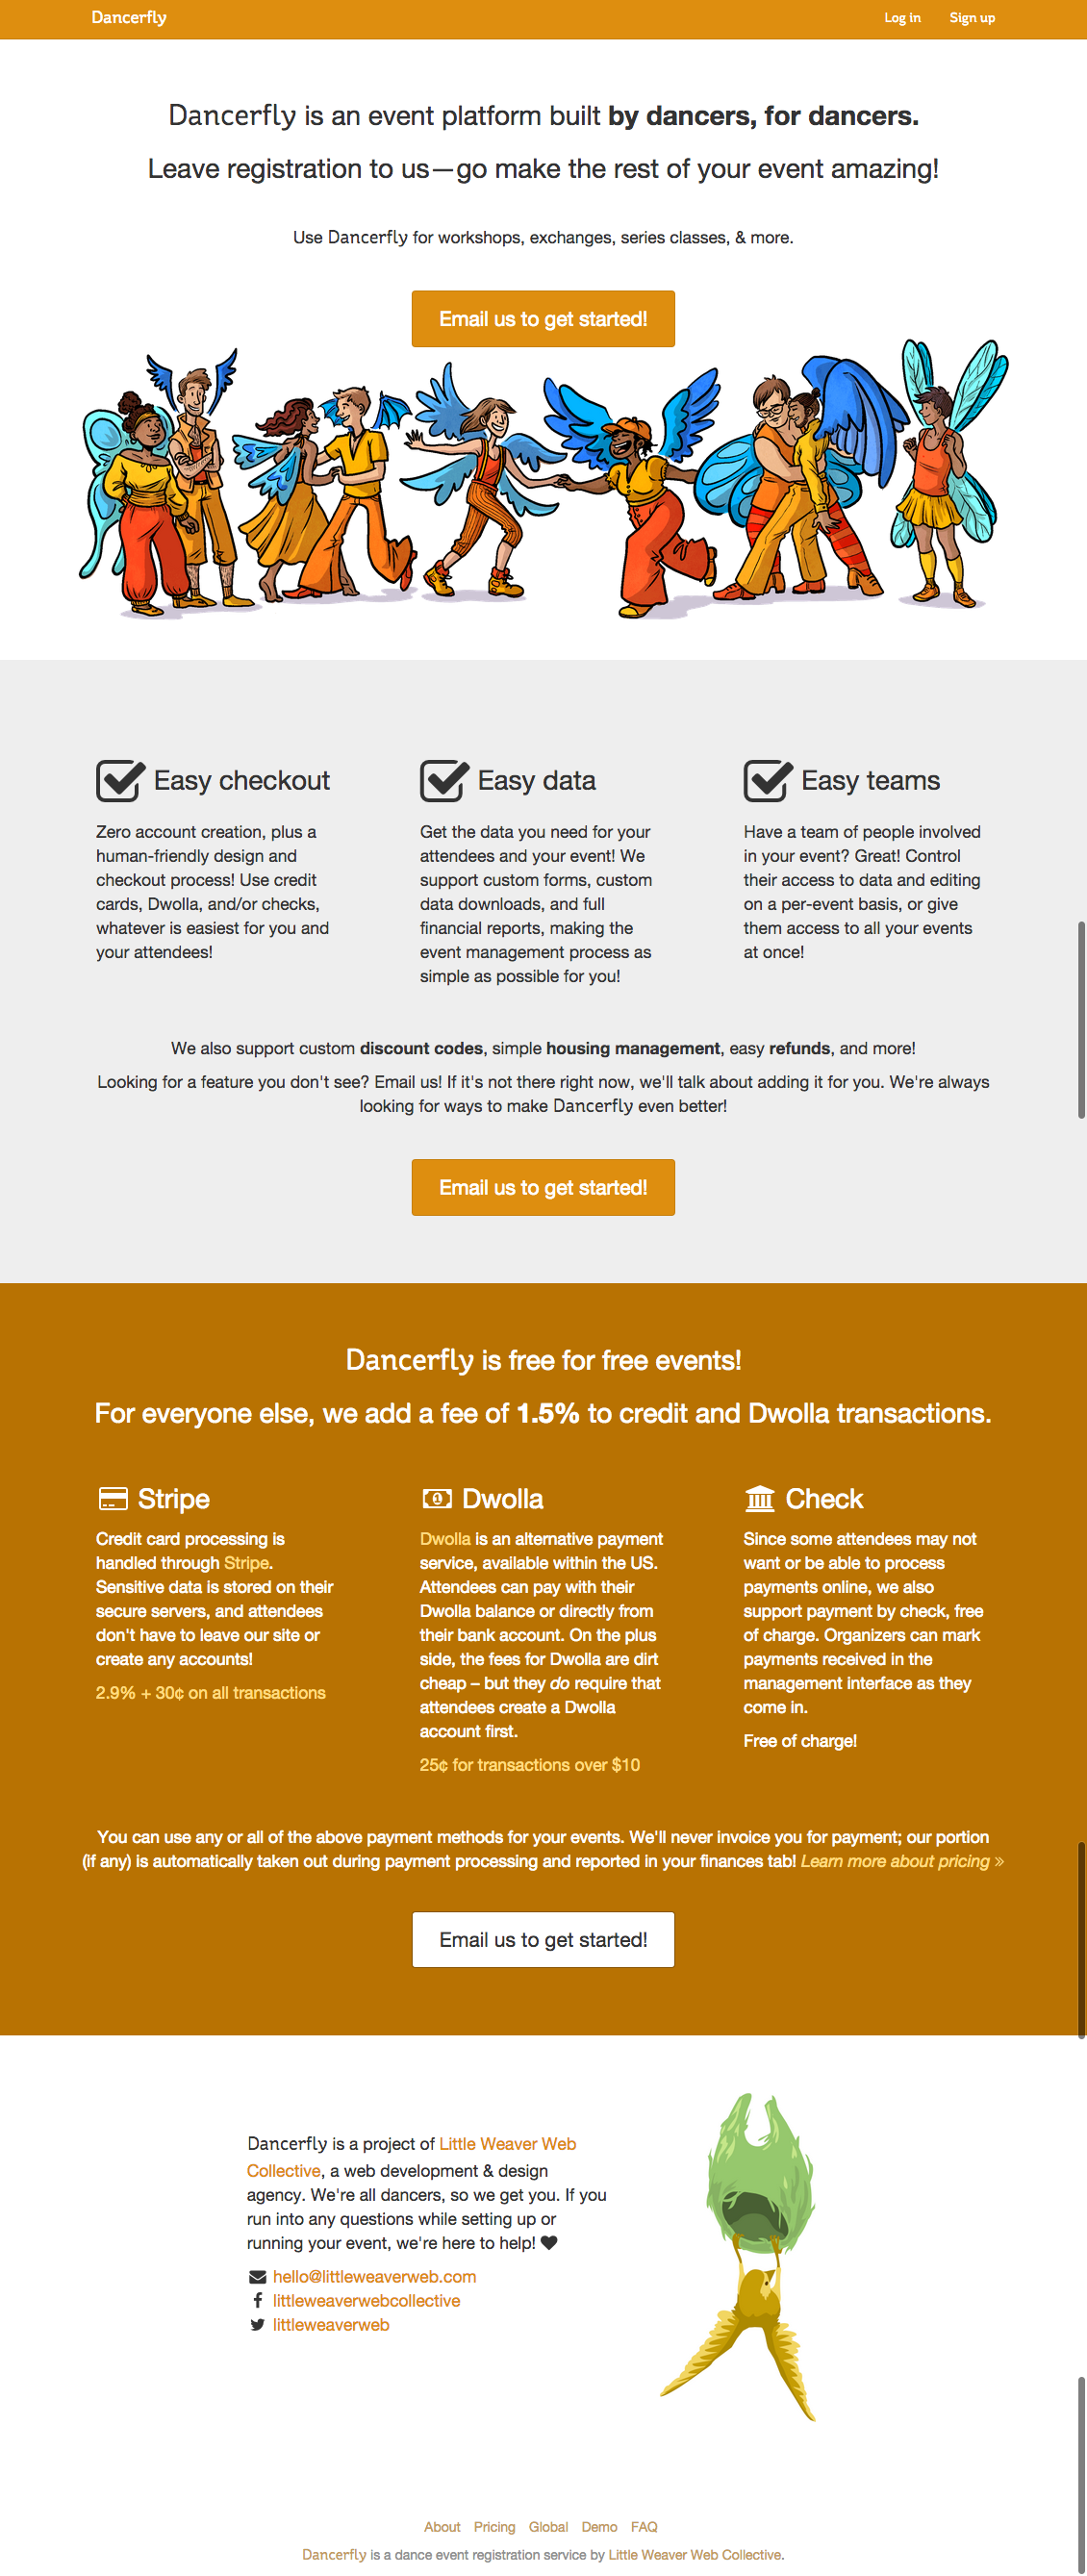 Dancerfly
Log in
Sign up
Dancerfly is an event platform built by dancers, for dancers.
Leave registration to us—go make the rest of your event amazing!
Use Dancerfly for workshops, exchanges, series classes, & more.
Email us to get started!
Easy checkout
Zero account creation, plus a
human-friendly design and
checkout process! Use credit
cards, Dwolla, and/or checks,
whatever is easiest for you and
your attendees!
Easy data
Get the data you need for your
attendees and your event! We
support custom forms, custom
data downloads, and full
financial reports, making the
event management process as
simple as possible for you!
Easy teams
Have a team of people involved
in your event? Great! Control
their access to data and editing
on a per-event basis, or give
them access to all your events
at once!
We also support custom discount codes, simple housing management, easy refunds, and more!
Looking for a feature you don't see? Email us! If it's not there right now, we'll talk about adding it for you. We're always
looking for ways to make Dancerfly even better!
Email us to get started!
Dancerfly is free for free events!
For everyone else, we add a fee of 1.5% to credit and Dwolla transactions.
Stripe
Credit card processing is
handled through Stripe.
Sensitive data is stored on their
secure servers, and attendees
don't have to leave our site or
create any accounts!
2.9% + 30¢ on all transactions
Dwolla
Dwolla is an alternative payment
service, available within the US.
Attendees can pay with their
Dwolla balance or directly from
their bank account. On the plus
side, the fees for Dwolla are dirt
cheap – but they do require that
attendees create a Dwolla
account first.
25¢ for transactions over $10
Check
Since some attendees may not
want or be able to process
payments online, we also
support payment by check, free
of charge. Organizers can mark
payments received in the
management interface as they
come in.
Free of charge!
You can use any or all of the above payment methods for your events. We'll never invoice you for payment; our portion
(if any) is automatically taken out during payment processing and reported in your finances tab! Learn more about pricing »
Email us to get started!
Dancerfly is a project of Little Weaver Web
Collective, a web development & design
agency. We're all dancers, so we get you. If you
run into any questions while setting up or
running your event, we're here to help!
hello@littleweaverweb.com
littleweaverwebcollective
littleweaverweb
About Pricing Global Demo FAQ
Dancerfly is a dance event registration service by Little Weaver Web Collective.